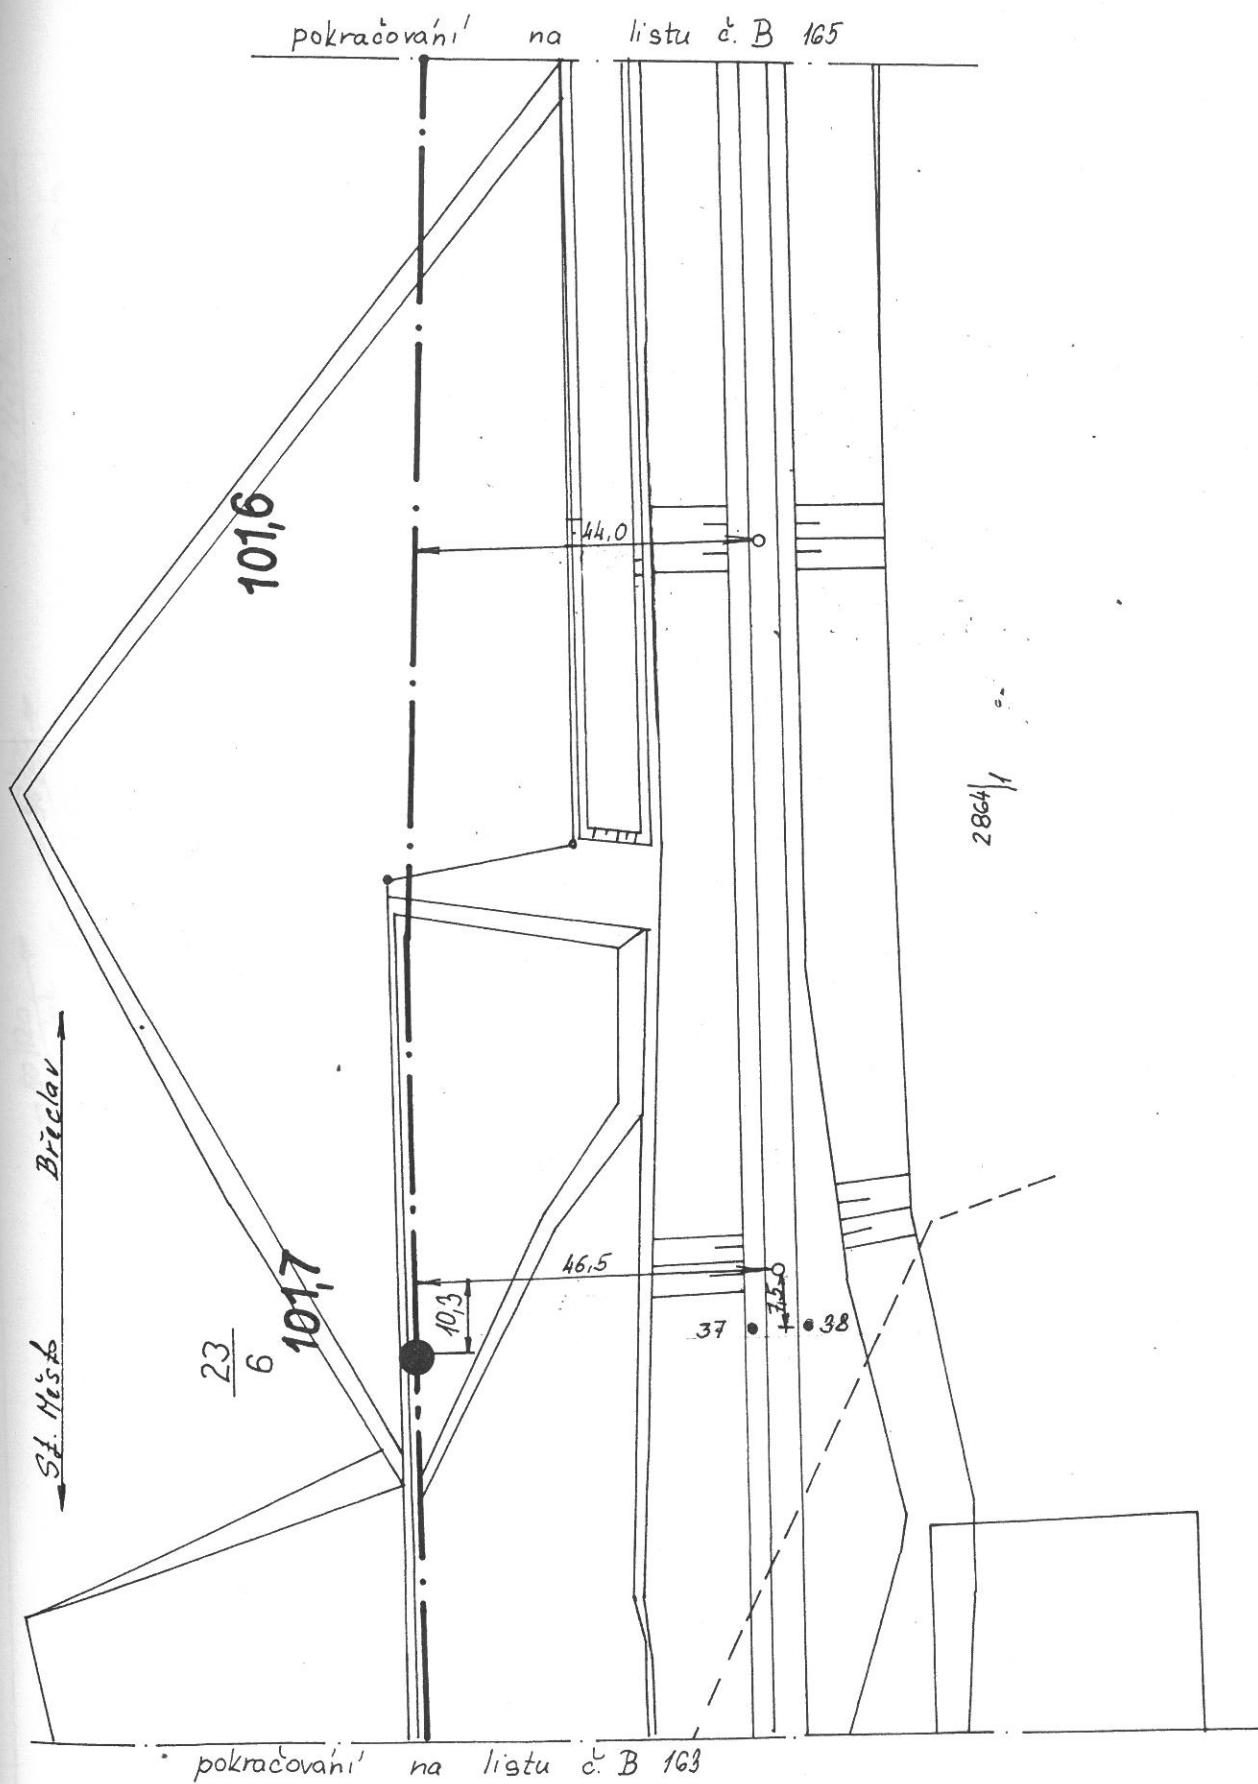 pokračování na listu č. B 165
101,6
44,0
2864/1
Břeclav
St. Město
101,7
23
6
46,5
10,3
7,5
37
38
pokračování na listu č. B 163